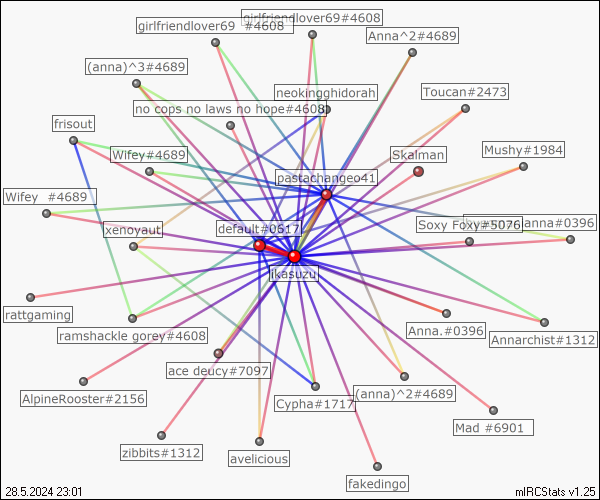 girlfriendlover69 #4608
girlfriendlover69#4608
Anna^2#4689
(anna)^3#4689
neokingghidorah
Toucan#2473
no cops no laws no hope#4608
frisout
Wifey#4689
Skalman
Mushy#1984
pastachangeo41
Wifey #4689
xenoyaut
default#0617
Soxy Foxy#5076
anna#0396
ikasuzu
rattgaming
ramshackle gorey#4608
Anna.#0396
Annarchist#1312
ace deucy#7097
AlpineRooster#2156
Cypha#1717
(anna)^2#4689
Mad #6901
zibbits#1312
avelicious
fakedingo
28.5.2024 23:01
mIRCStats v1.25